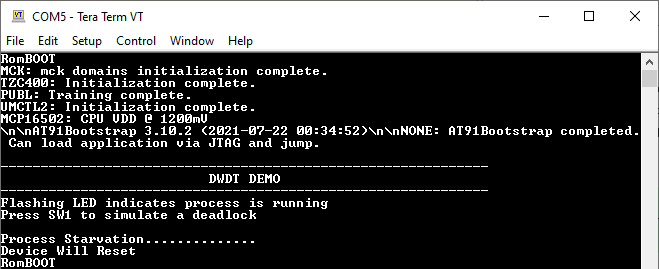 COM5 - Tera Term VT
File Edit Setup Control Window Help
RomBOOT
MCK: mck domains initialization complete.
TZC400: Initialization complete.
PUBL: Training complete.
UMCTL2: Initialization complete.
MCP16502: CPU VDD @ 1200mV
\n\nAT91Bootstrap 3.10.2 (2021-07-22 00:34:52)\n\nNONE: AT91Bootstrap completed.
Can load application via JTAG and jump.
-------------------------------------------------------------
DWDT DEMO
-------------------------------------------------------------
Flashing LED indicates process is running
Press SW1 to simulate a deadlock
Process Starvation..............
Device Will Reset
RomBOOT